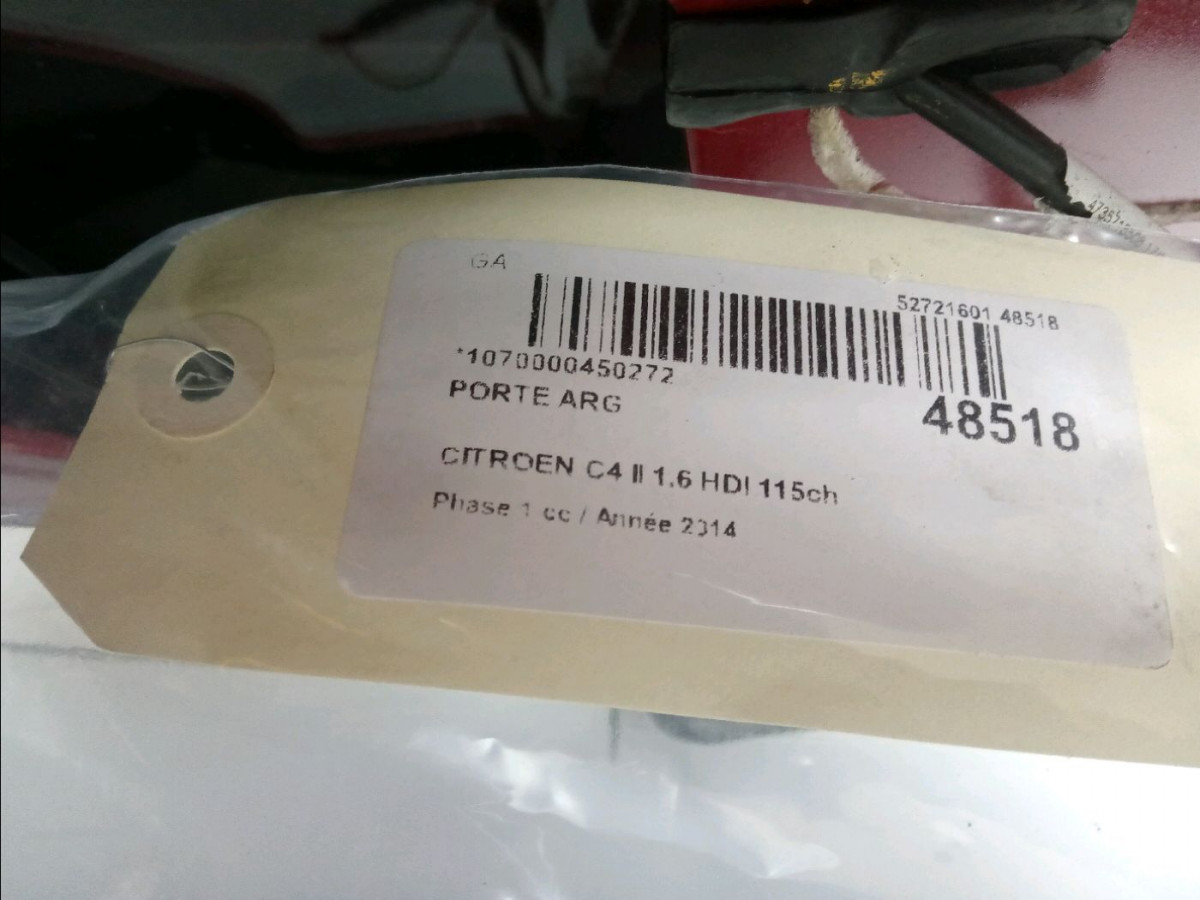 GA
52721601 48518
*1070000450272
PORTE ARG
48518
CITROEN C4 II 1.6 HDI 115ch
Phase 1 cc / Année 2014